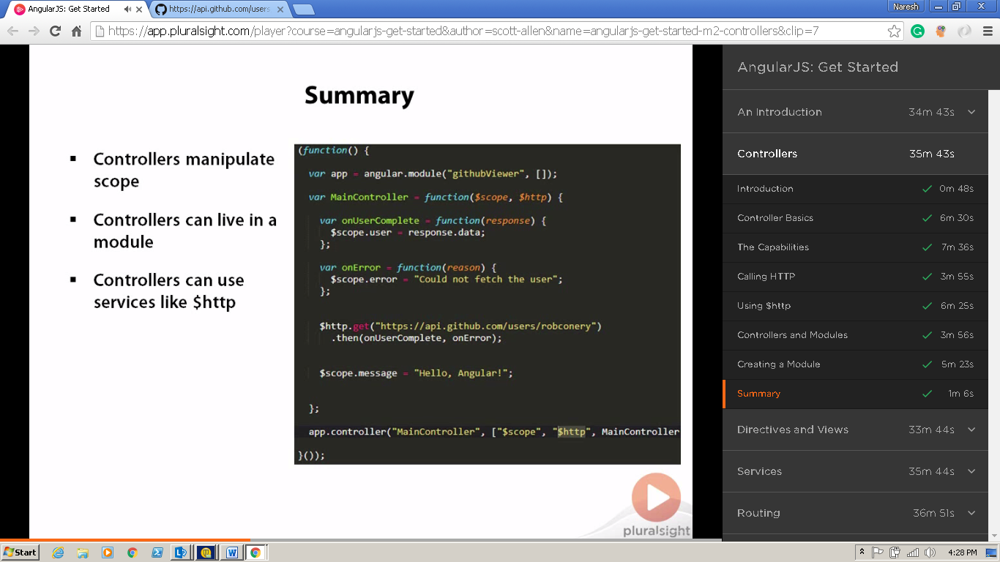 AngularJS: Get Started
https://api.github.com/users
Naresh
https://app.pluralsight.com/player?course=angularjs-get-started&author=scott-allen&name=angularjs-get-started-m2-controllers&clip=7
Summary
▪ Controllers manipulate
scope
▪ Controllers can live in a
module
▪ Controllers can use
services like $http
(function() {
var app = angular.module("githubViewer", []);
var MainController = function($scope, $http) {
var onUserComplete = function(response) {
$scope.user = response.data;
};
var onError = function(reason) {
$scope.error = "Could not fetch the user";
};
$http.get("https://api.github.com/users/robconery")
.then(onUserComplete, onError);
$scope.message = "Hello, Angular!";
};
app.controller("MainController", ["$scope", "$http", MainController
}());
pluralsight
AngularJS: Get Started
An Introduction 34m 43s
Controllers 35m 43s
Introduction 0m 48s
Controller Basics 6m 30s
The Capabilities 7m 36s
Calling HTTP 3m 55s
Using $http 6m 25s
Controllers and Modules 3m 56s
Creating a Module 5m 23s
Summary 1m 6s
Directives and Views 33m 44s
Services 35m 44s
Routing 36m 51s
Start
4:28 PM